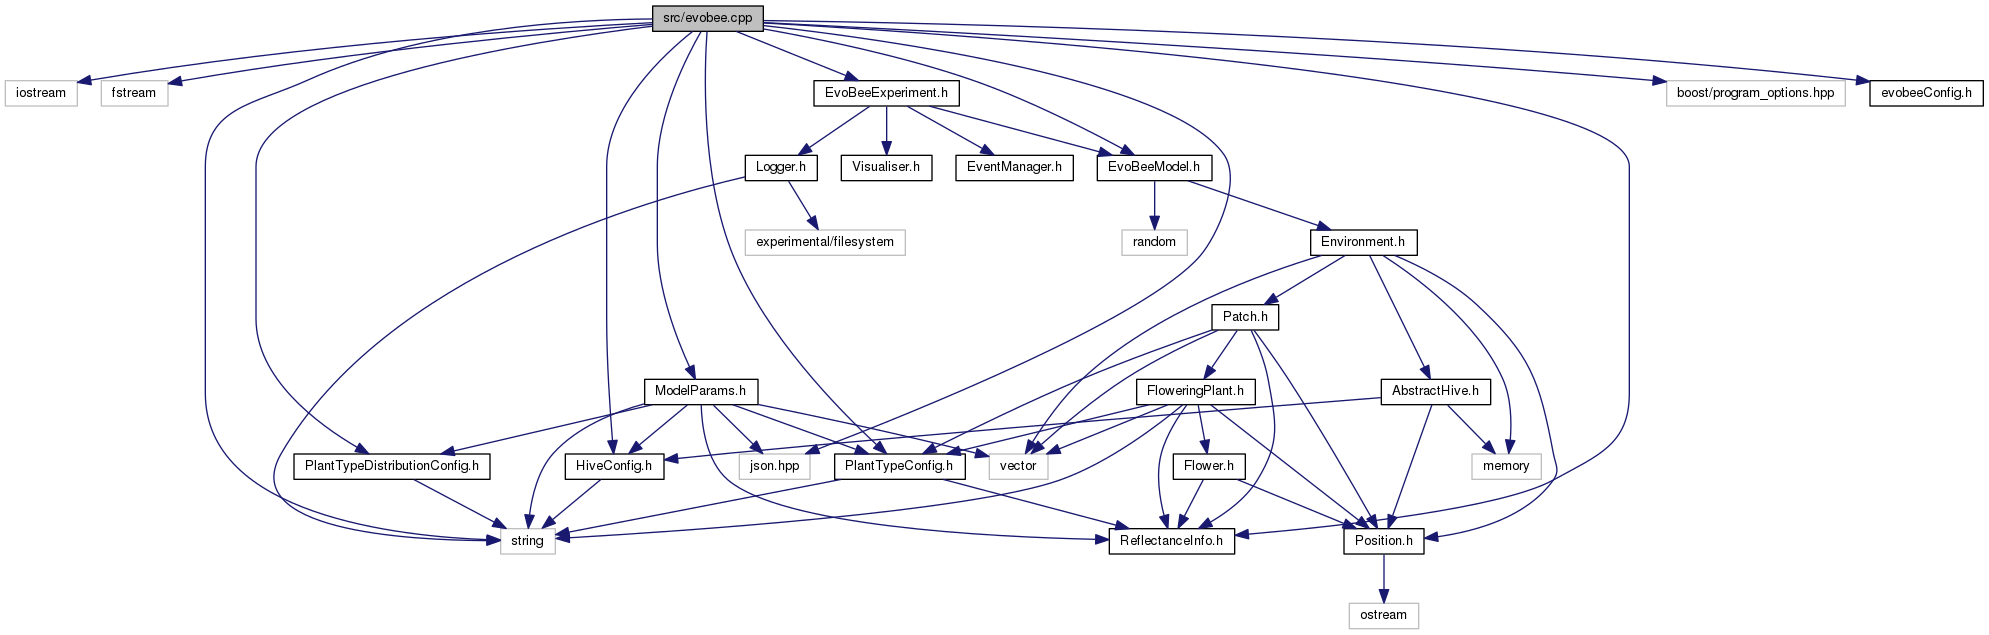 src/evobee.cpp
iostream
fstream
EvoBeeExperiment.h
boost/program_options.hpp
evobeeConfig.h
Logger.h
Visualiser.h
EventManager.h
EvoBeeModel.h
experimental/filesystem
random
Environment.h
Patch.h
ModelParams.h
FloweringPlant.h
AbstractHive.h
PlantTypeDistributionConfig.h
HiveConfig.h
json.hpp
PlantTypeConfig.h
vector
Flower.h
memory
string
ReflectanceInfo.h
Position.h
ostream